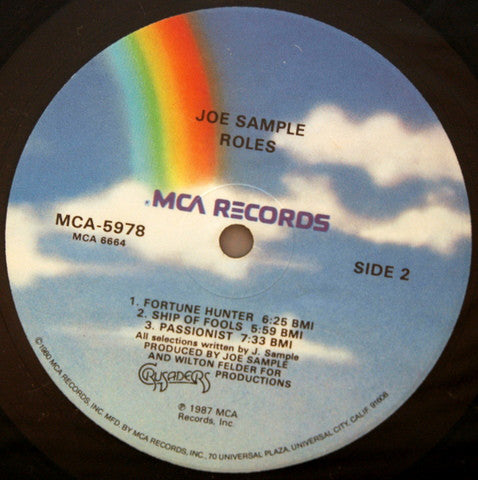 JOE SAMPLE
ROLES
® MCA RECORDS
MCA-5978
MCA 6664
SIDE 2
1. FORTUNE HUNTER 6:25 BMI
2. SHIP OF FOOLS 5:59 BMI
3. PASSIONIST 7:33 BMI
All selections written by J. Sample
PRODUCED BY JOE SAMPLE
AND WILTON FELDER FOR
CRUSADERS PRODUCTIONS
℗ 1987 MCA
Records, Inc.
©1980 MCA RECORDS, INC. MFD. BY MCA RECORDS, INC., 70 UNIVERSAL PLAZA, UNIVERSAL CITY, CALIF. 91608